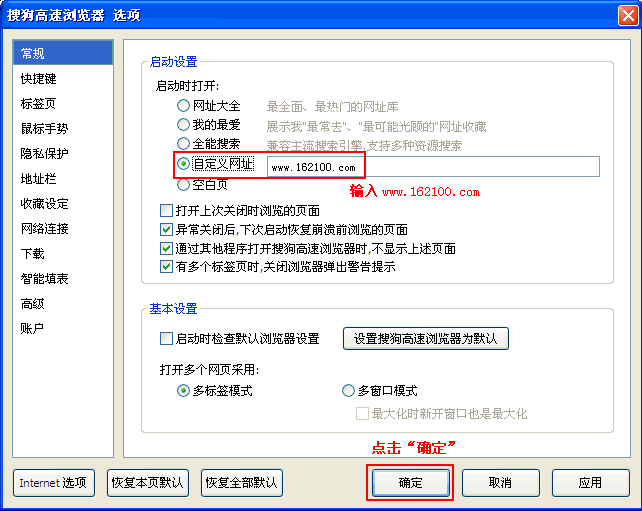 搜狗高速浏览器 选项
常规
快捷键
标签页
鼠标手势
隐私保护
地址栏
收藏设定
网络连接
下载
智能填表
高级
账户
启动设置
启动时打开:
网址大全 最全面、最热门的网址库
我的最爱 展示我"最常去"、"最可能光顾的"网址收藏
全能搜索 兼容主流搜索引擎,支持多种资源搜索
自定义网址 www.162100.com
空白页
输入 www.162100.com
打开上次关闭时浏览的页面
异常关闭后,下次启动恢复崩溃前浏览的页面
通过其他程序打开搜狗高速浏览器时,不显示上述页面
有多个标签页时,关闭浏览器弹出警告提示
基本设置
启动时检查默认浏览器设置 设置搜狗高速浏览器为默认
打开多个网页采用:
多标签模式 多窗口模式
最大化时新开窗口也是最大化
点击“确定”
Internet 选项 恢复本页默认 恢复全部默认 确定 取消 应用